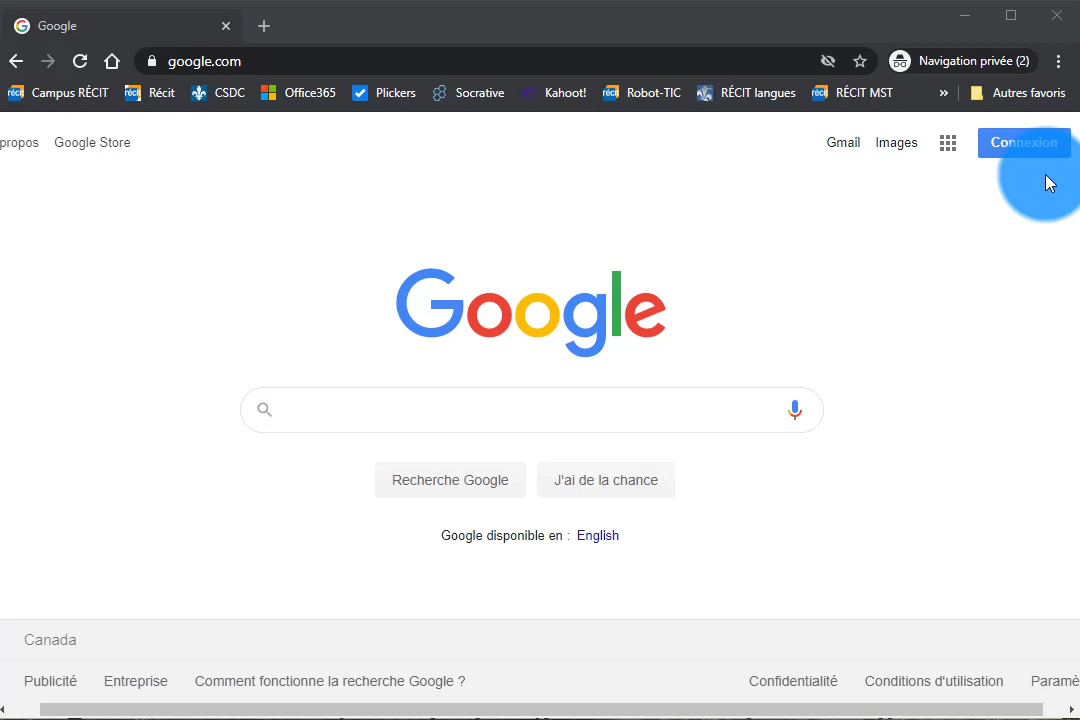 Google
google.com
Navigation privée (2)
Campus RÉCIT
Récit
CSDC
Office365
Plickers
Socrative
Kahoot!
Robot-TIC
RÉCIT langues
RÉCIT MST
»
Autres favoris
propos
Google Store
Gmail
Images
Connexion
Google
Recherche Google
J'ai de la chance
Google disponible en : English
Canada
Publicité
Entreprise
Comment fonctionne la recherche Google ?
Confidentialité
Conditions d'utilisation
Paramè